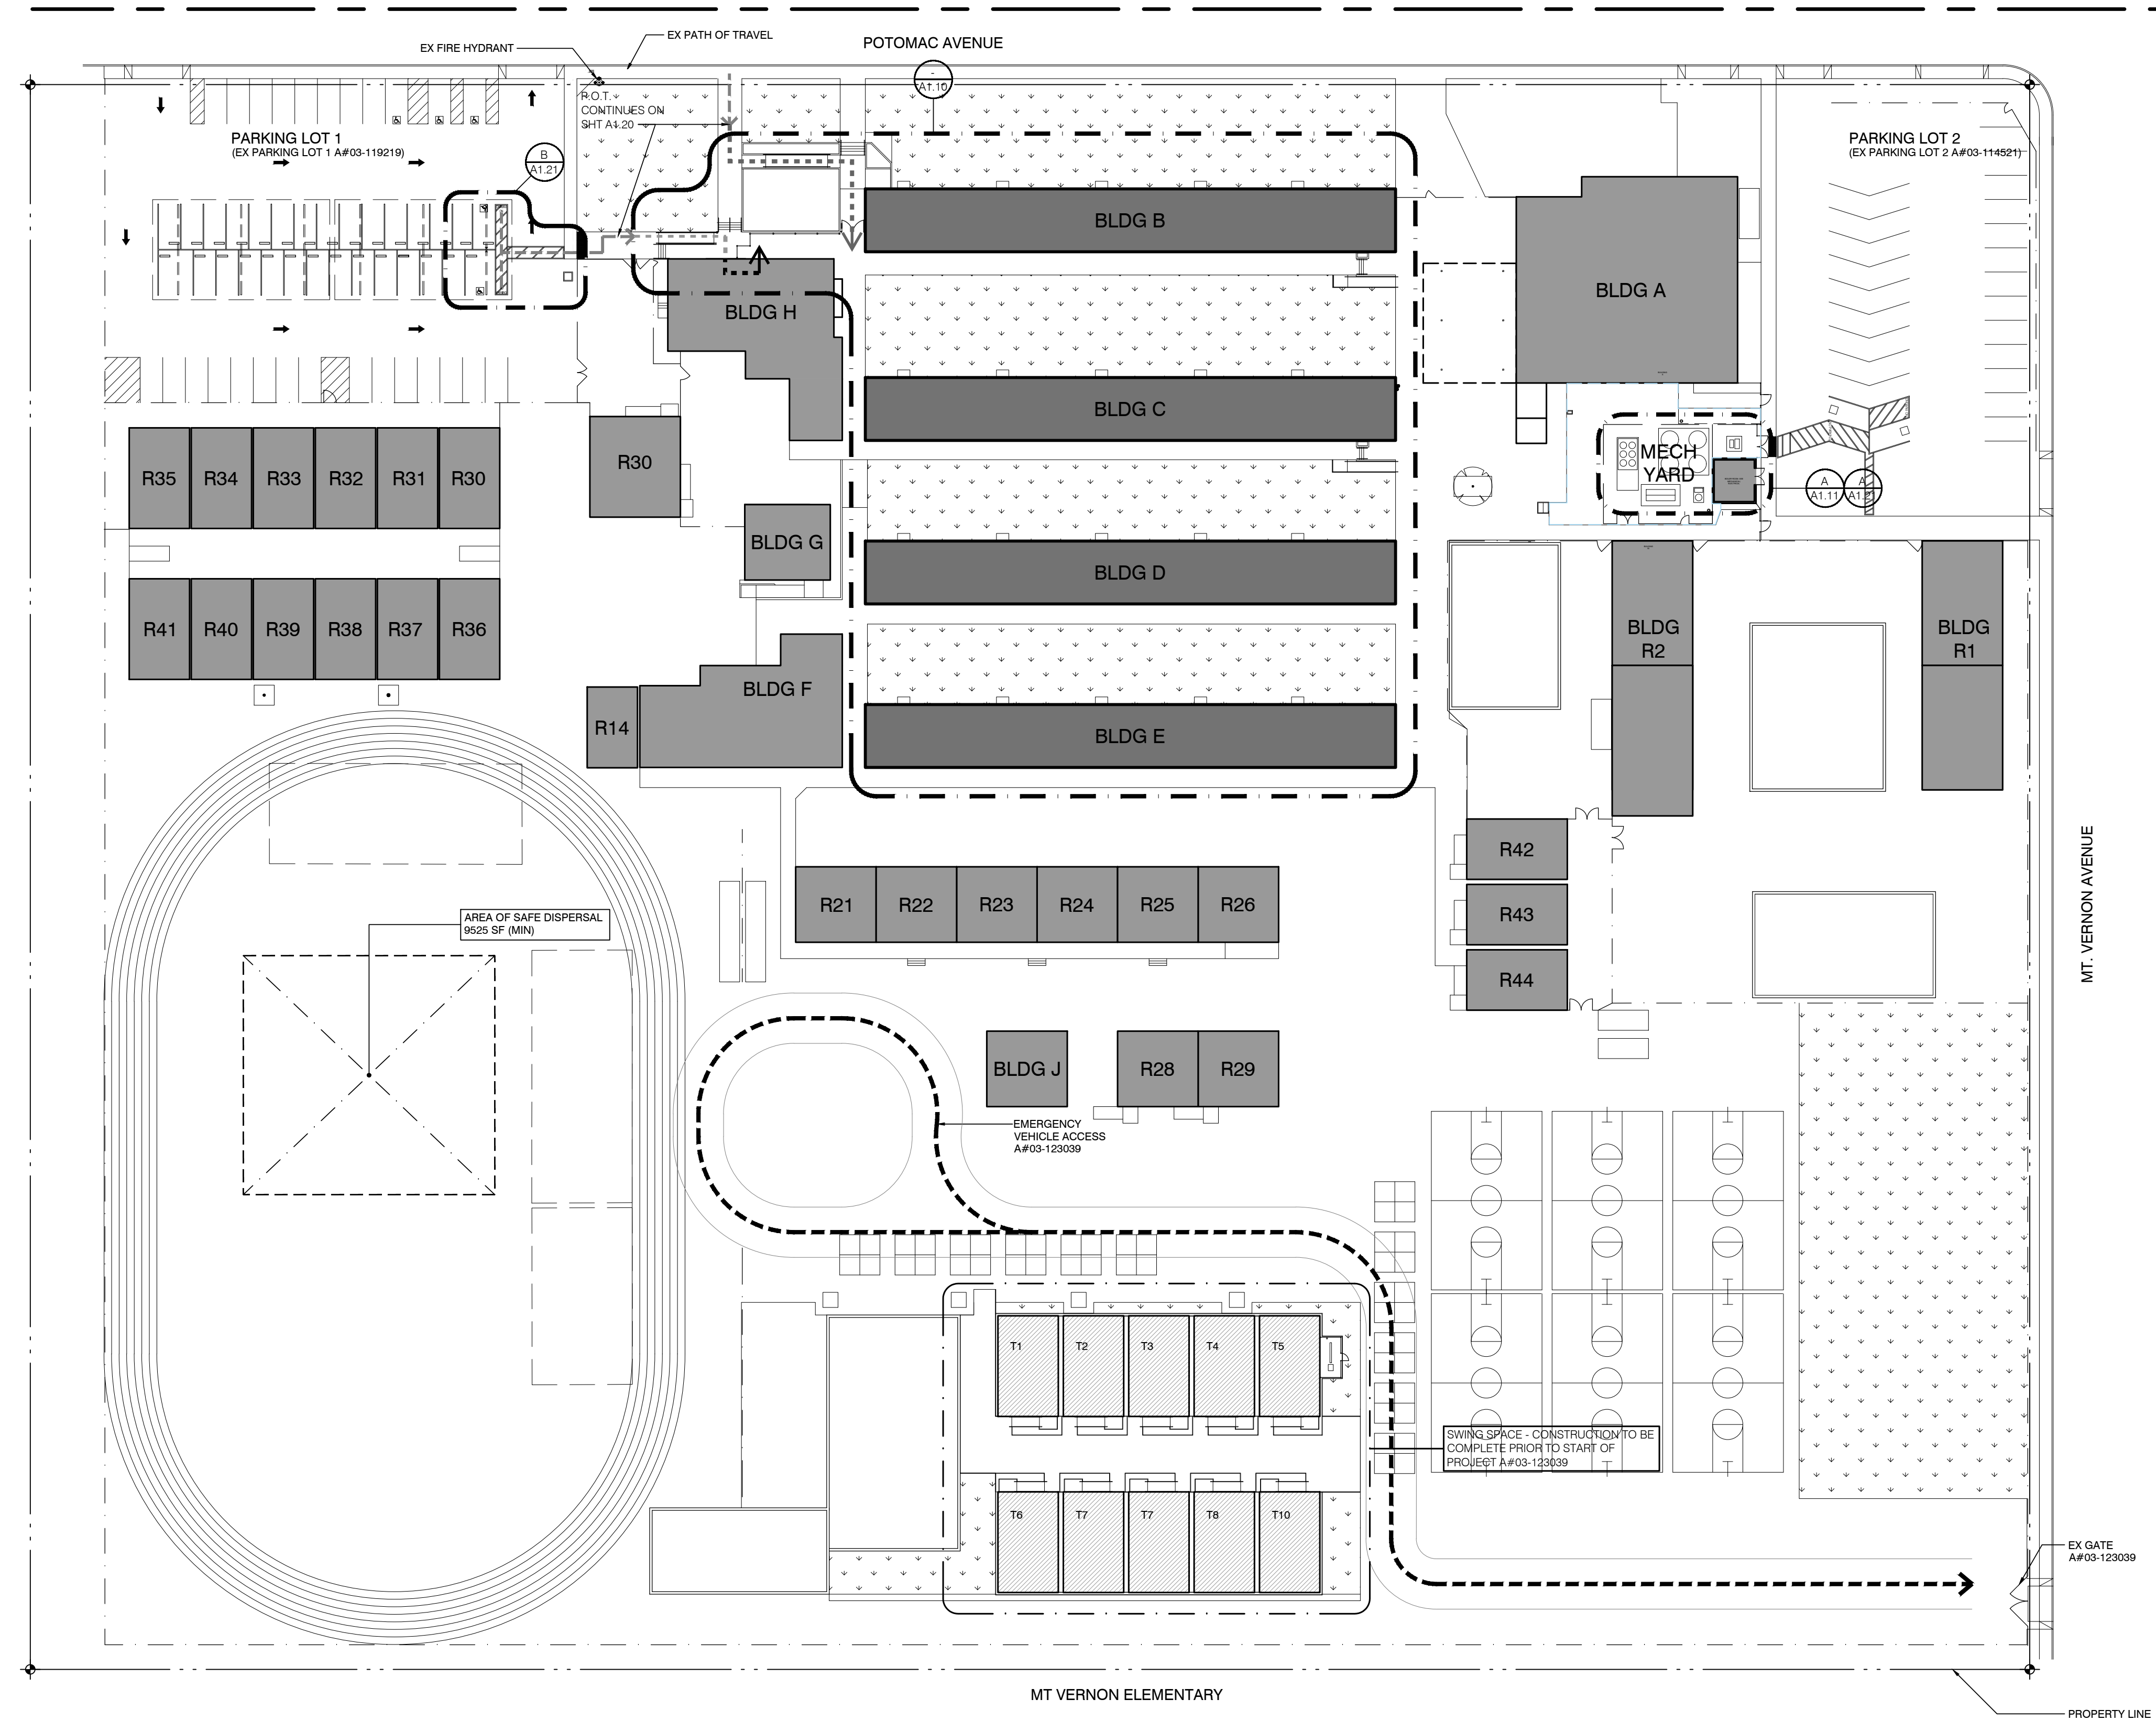 EX PATH OF TRAVEL
EX FIRE HYDRANT
POTOMAC AVENUE
-
A1.10
P.O.T.
CONTINUES ON
SHT A1.20
PARKING LOT 1
(EX PARKING LOT 1 A#03-119219)
B
A1.21
PARKING LOT 2
(EX PARKING LOT 2 A#03-114521)
BLDG B
BLDG A
BLDG H
BLDG C
MECH
YARD
A
A1.11
A
R35
R34
R33
R32
R31
R30
R30
BLDG G
BLDG D
R41
R40
R39
R38
R37
R36
BLDG
R2
BLDG
R1
BLDG F
R14
BLDG E
R42
R43
R44
MT. VERNON AVENUE
R21
R22
R23
R24
R25
R26
AREA OF SAFE DISPERSAL
9525 SF (MIN)
BLDG J
R28
R29
EMERGENCY
VEHICLE ACCESS
A#03-123039
T1
T2
T3
T4
T5
SWING SPACE - CONSTRUCTION TO BE
COMPLETE PRIOR TO START OF
PROJECT A#03-123039
T6
T7
T7
T8
T10
EX GATE
A#03-123039
MT VERNON ELEMENTARY
PROPERTY LINE